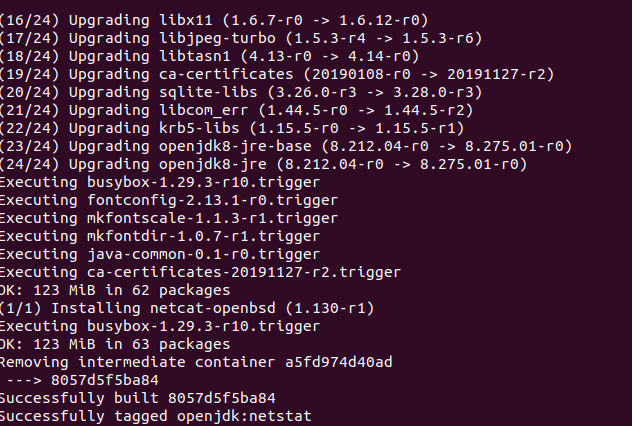 (16/24) Upgrading libx11 (1.6.7-r0 -> 1.6.12-r0)
(17/24) Upgrading libjpeg-turbo (1.5.3-r4 -> 1.5.3-r6)
(18/24) Upgrading libtasn1 (4.13-r0 -> 4.14-r0)
(19/24) Upgrading ca-certificates (20190108-r0 -> 20191127-r2)
(20/24) Upgrading sqlite-libs (3.26.0-r3 -> 3.28.0-r3)
(21/24) Upgrading libcom_err (1.44.5-r0 -> 1.44.5-r2)
(22/24) Upgrading krb5-libs (1.15.5-r0 -> 1.15.5-r1)
(23/24) Upgrading openjdk8-jre-base (8.212.04-r0 -> 8.275.01-r0)
(24/24) Upgrading openjdk8-jre (8.212.04-r0 -> 8.275.01-r0)
Executing busybox-1.29.3-r10.trigger
Executing fontconfig-2.13.1-r0.trigger
Executing mkfontscale-1.1.3-r1.trigger
Executing mkfontdir-1.0.7-r1.trigger
Executing java-common-0.1-r0.trigger
Executing ca-certificates-20191127-r2.trigger
OK: 123 MiB in 62 packages
(1/1) Installing netcat-openbsd (1.130-r1)
Executing busybox-1.29.3-r10.trigger
OK: 123 MiB in 63 packages
Removing intermediate container a5fd974d40ad
 ---> 8057d5f5ba84
Successfully built 8057d5f5ba84
Successfully tagged openjdk:netstat